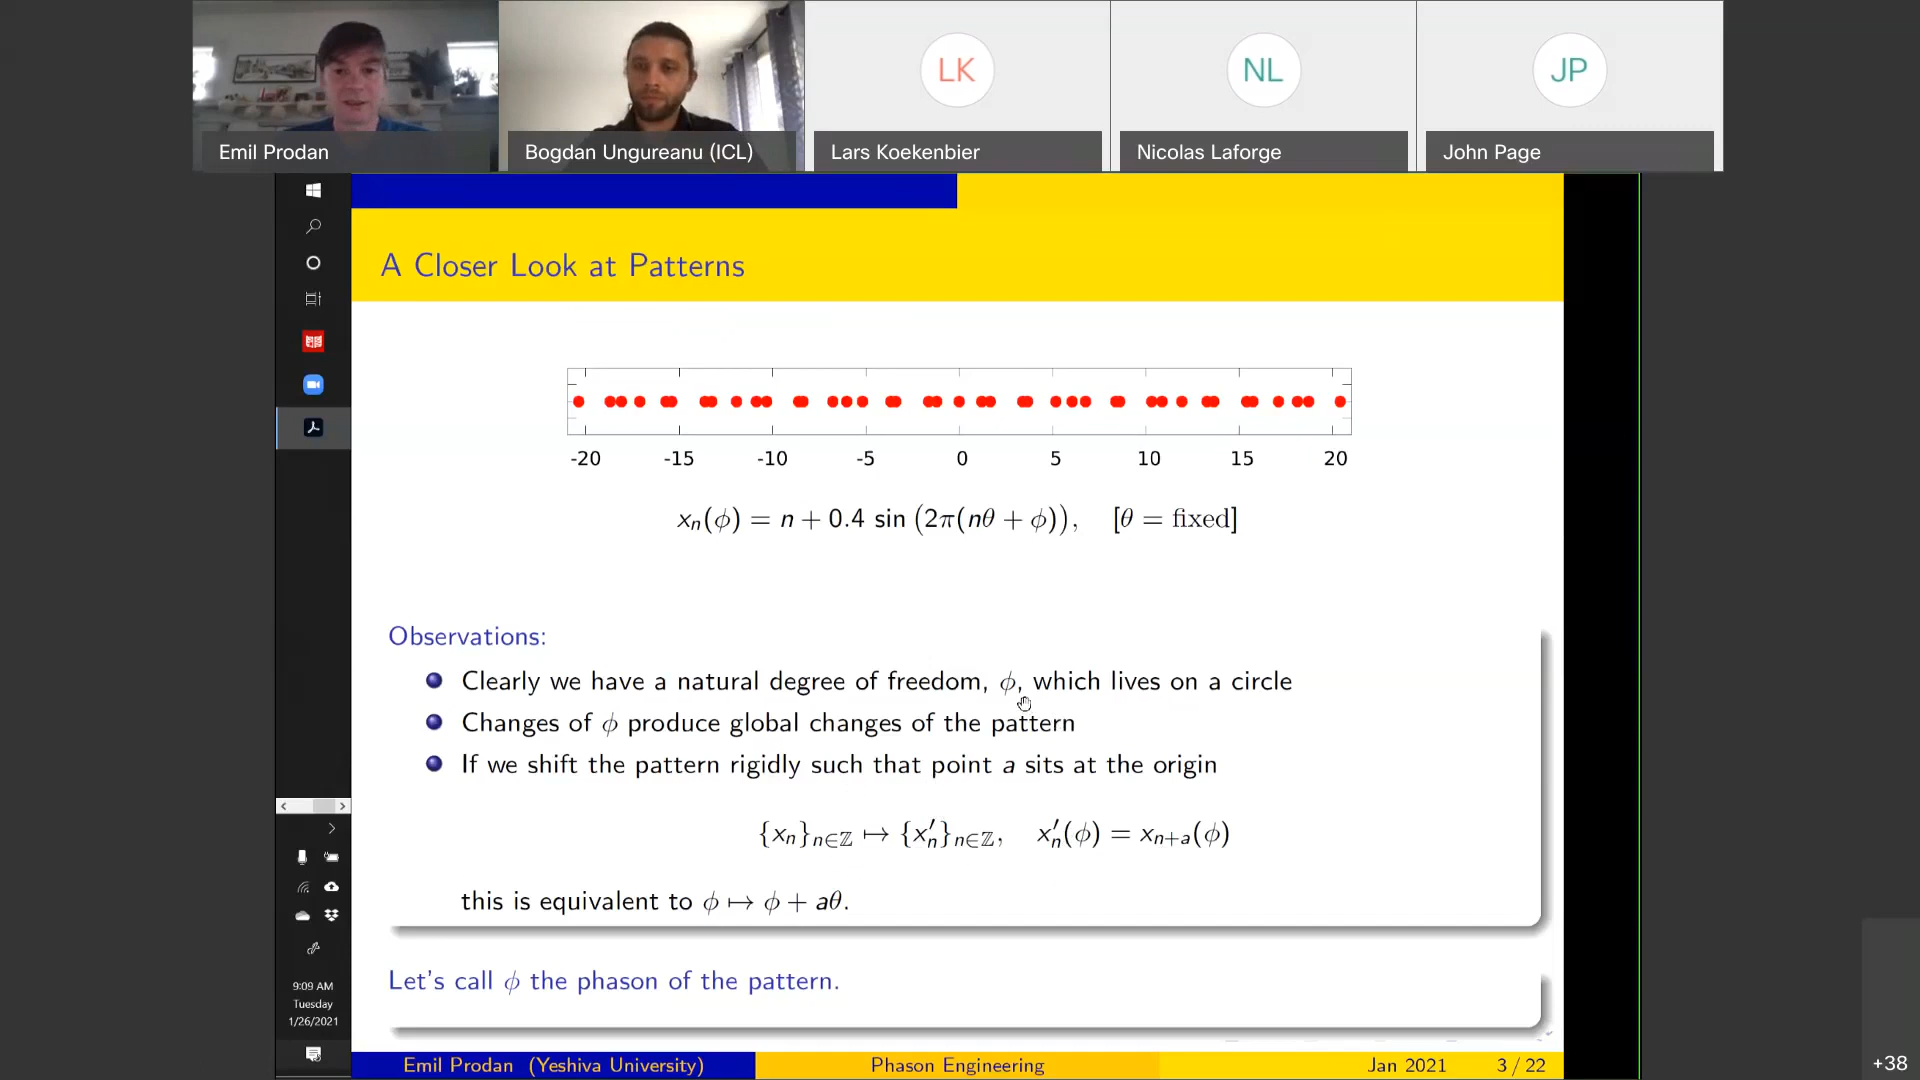 LK
NL
JP
Emil Prodan
Bogdan Ungureanu (ICL)
Lars Koekenbier
Nicolas Laforge
John Page
A Closer Look at Patterns
-20 -15 -10 -5 0 5 10 15 20
xₙ(ϕ) = n + 0.4 sin (2π(nθ + ϕ)), [θ = fixed]
Observations:
Clearly we have a natural degree of freedom, ϕ, which lives on a circle
Changes of ϕ produce global changes of the pattern
If we shift the pattern rigidly such that point a sits at the origin
{xₙ}ₙ∈ℤ ↦ {x′ₙ}ₙ∈ℤ, x′ₙ(ϕ) = xₙ₊ₐ(ϕ)
this is equivalent to ϕ ↦ ϕ + aθ.
Let's call ϕ the phason of the pattern.
9:09 AM
Tuesday
1/26/2021
Emil Prodan (Yeshiva University) Phason Engineering Jan 2021 3 / 22
+38